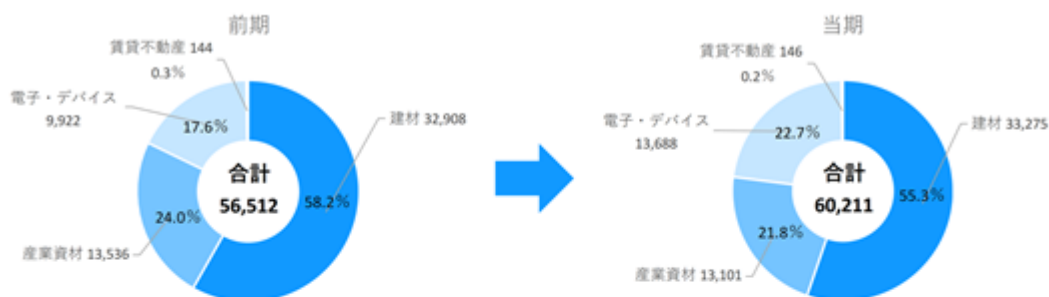 前期
賃貸不動産 144
0.3%
電子・デバイス
9,922
17.6%
建材 32,908
合計
56,512
58.2%
24.0%
産業資材 13,536
当期
賃貸不動産 146
0.2%
電子・デバイス
13,688
22.7%
建材 33,275
合計
60,211
55.3%
21.8%
産業資材 13,101